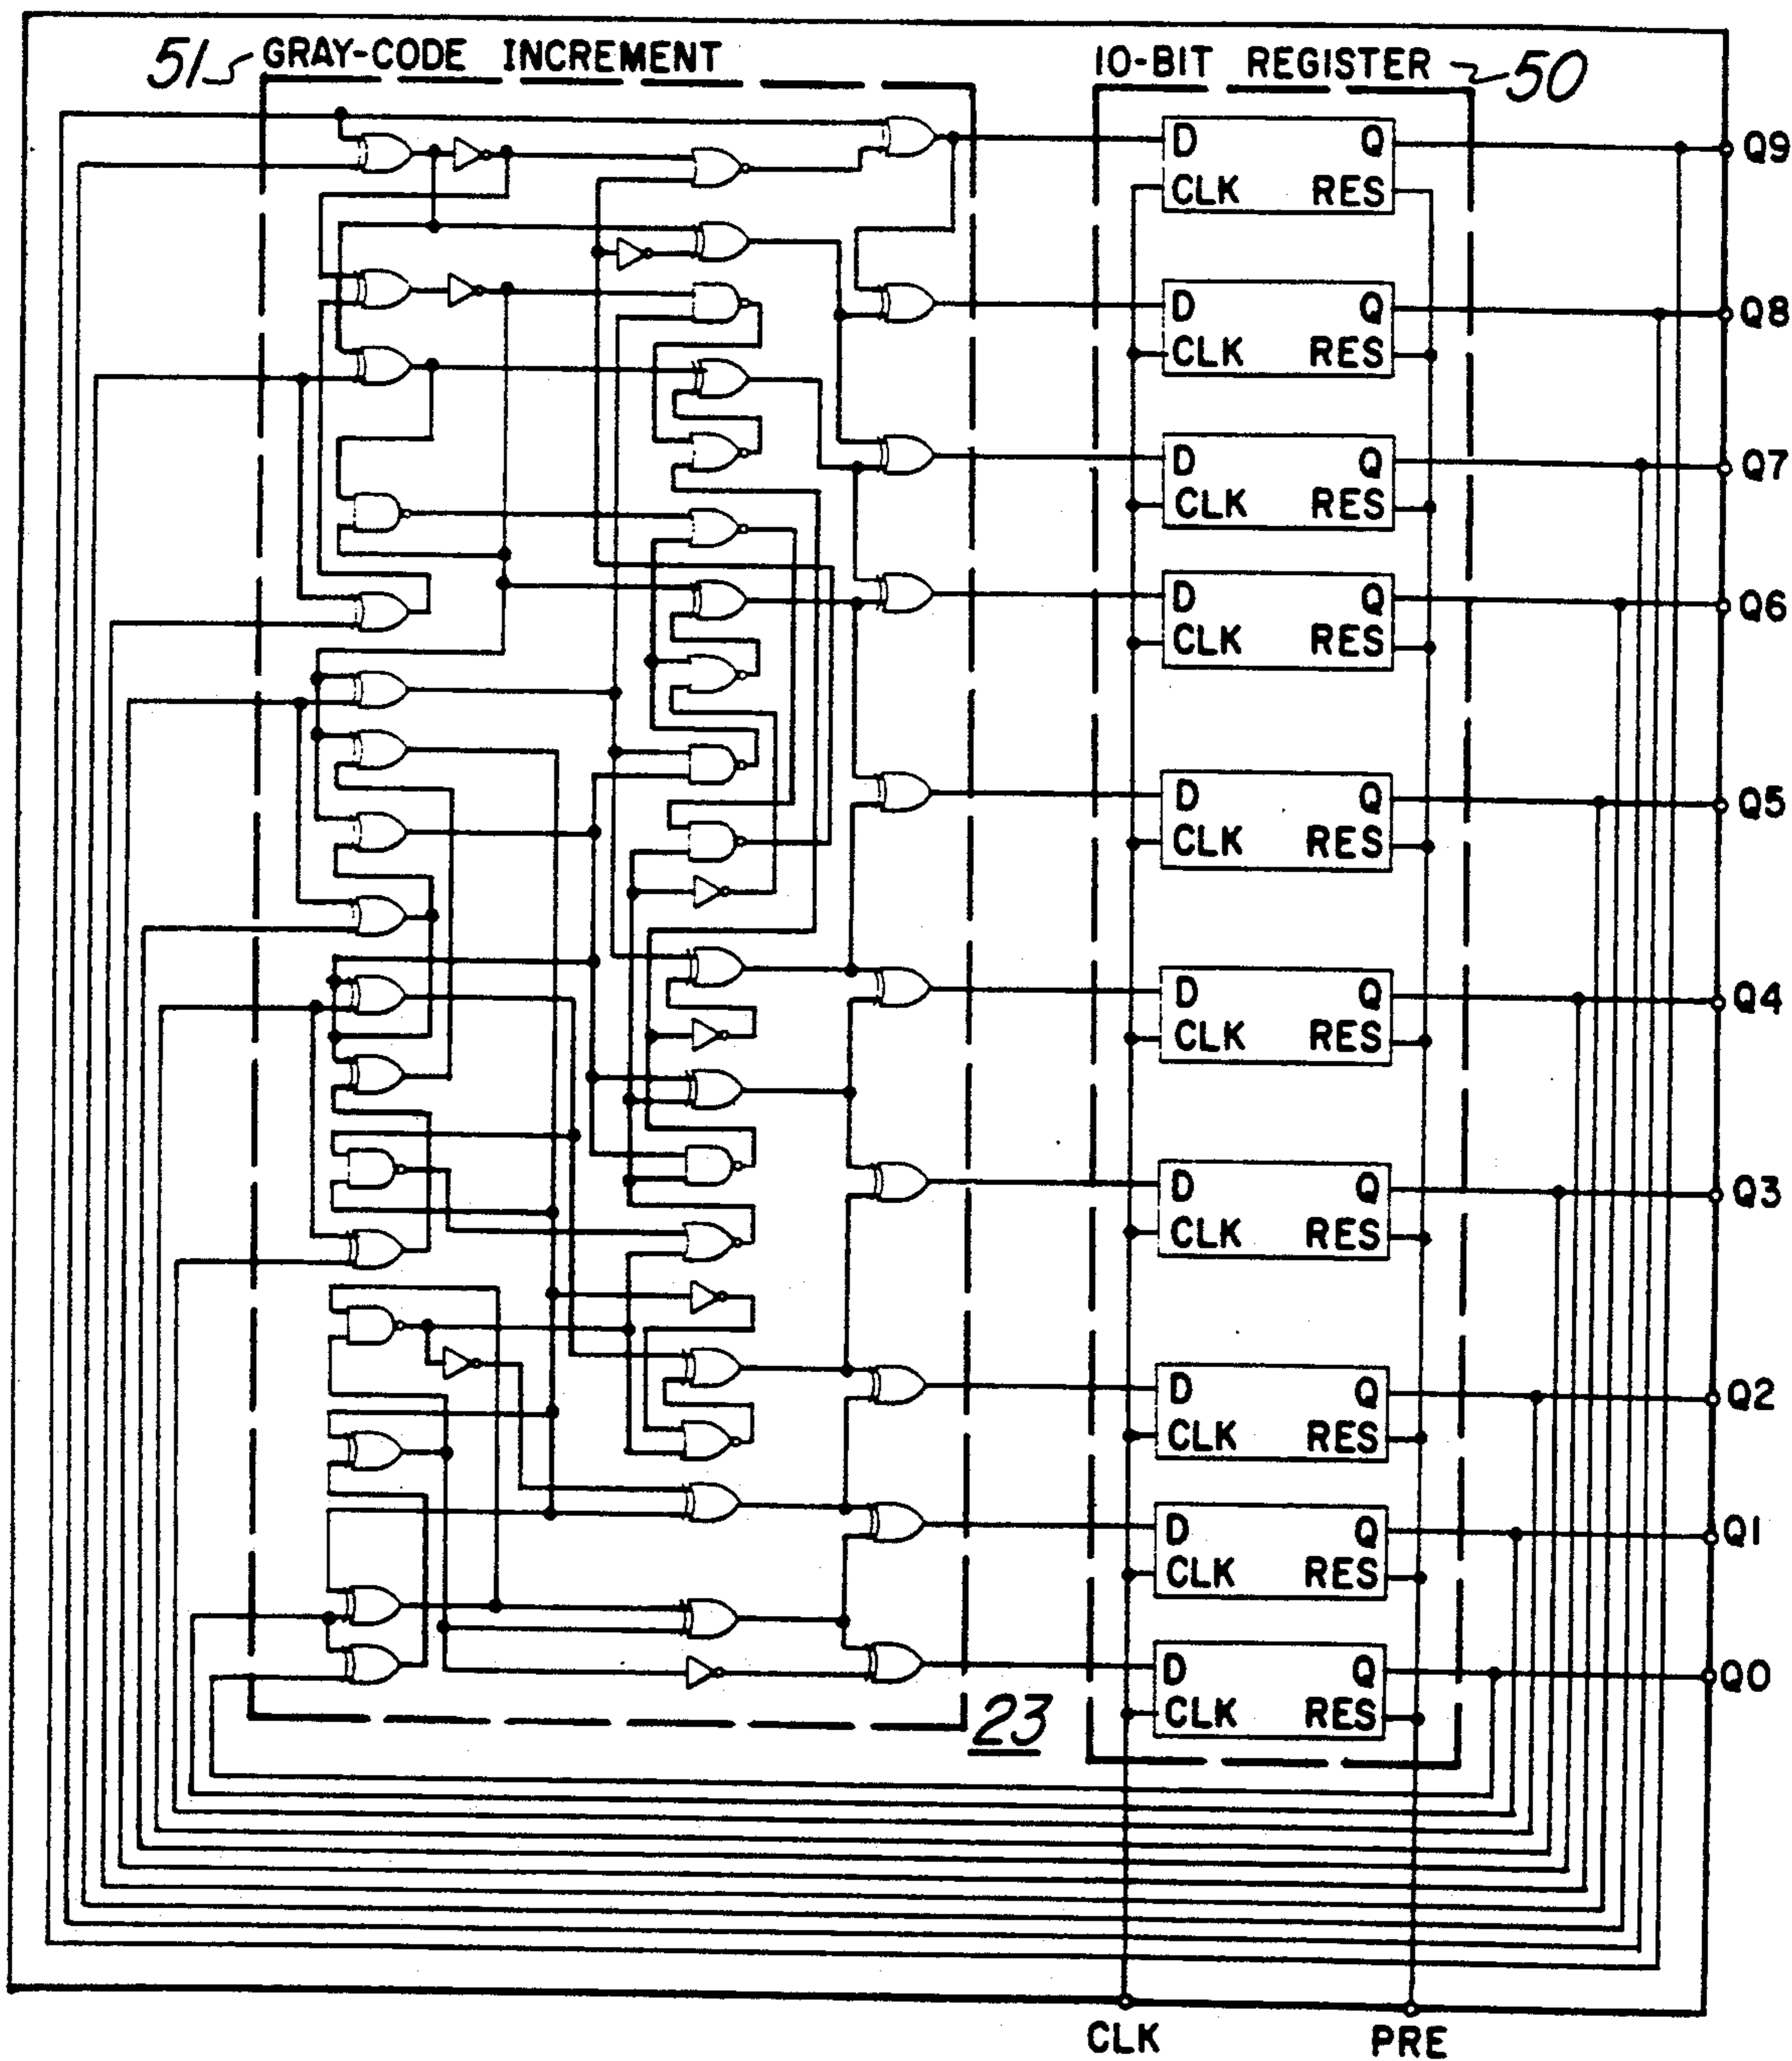 51 GRAY-CODE INCREMENT
10-BIT REGISTER 50
D Q
CLK RES
Q9
D Q
CLK RES
Q8
D Q
CLK RES
Q7
D Q
CLK RES
Q6
D Q
CLK RES
Q5
D Q
CLK RES
Q4
D Q
CLK RES
Q3
D Q
CLK RES
Q2
D Q
CLK RES
Q1
D Q
CLK RES
Q0
23
CLK
PRE